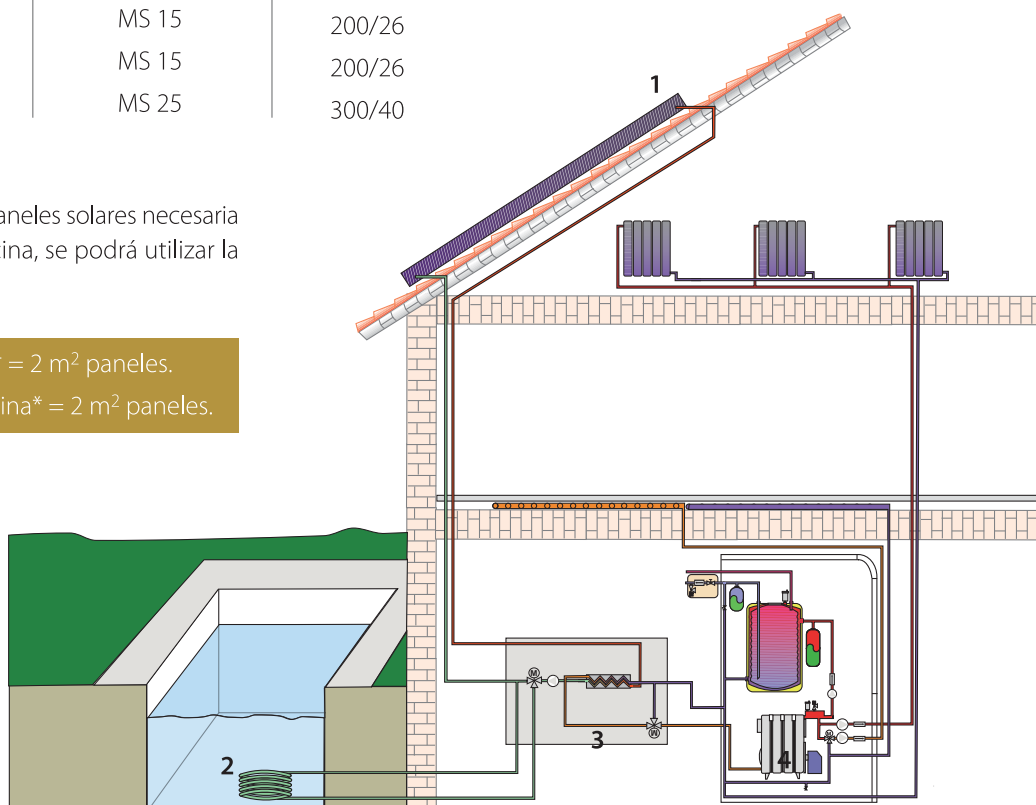 MS 15 200/26
MS 15 200/26
MS 25 300/40
aneles solares necesaria
ina, se podrá utilizar la
= 2 m² paneles.
ina* = 2 m² paneles.
1
2
3
4
M
M
M